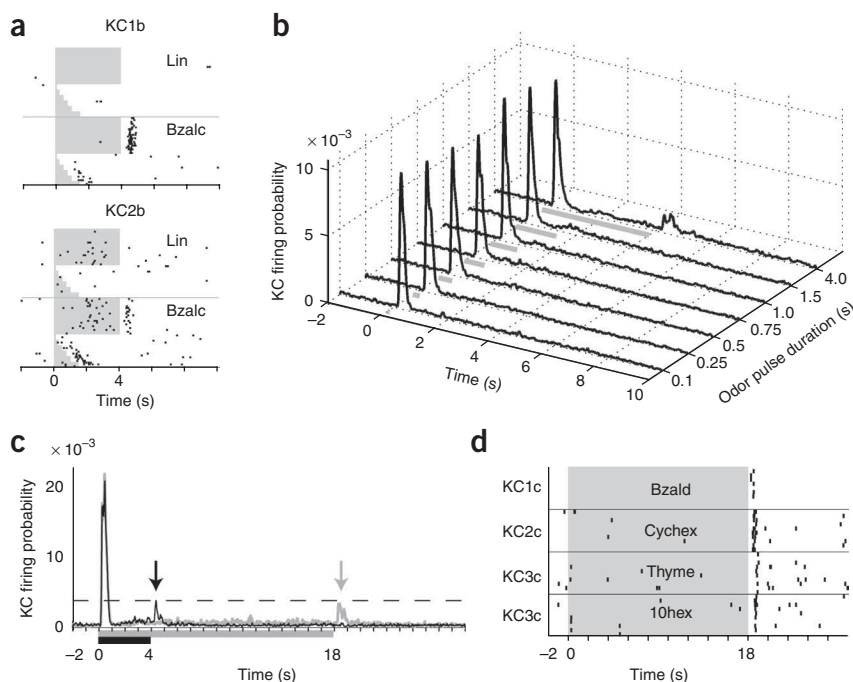 a
KC1b
Lin
Bzalc
KC2b
Lin
Bzalc
0 4
Time (s)
b
× 10⁻³
10
5
0
KC firing probability
−2 0 2 4 6 8 10
Time (s)
0.1 0.25 0.5 0.75 1.0 1.5 4.0
Odor pulse duration (s)
c
× 10⁻³
20
10
0
KC firing probability
−2 0 4 18
Time (s)
d
KC1c Bzald
KC2c Cychex
KC3c Thyme
KC3c 10hex
−2 0 18
Time (s)